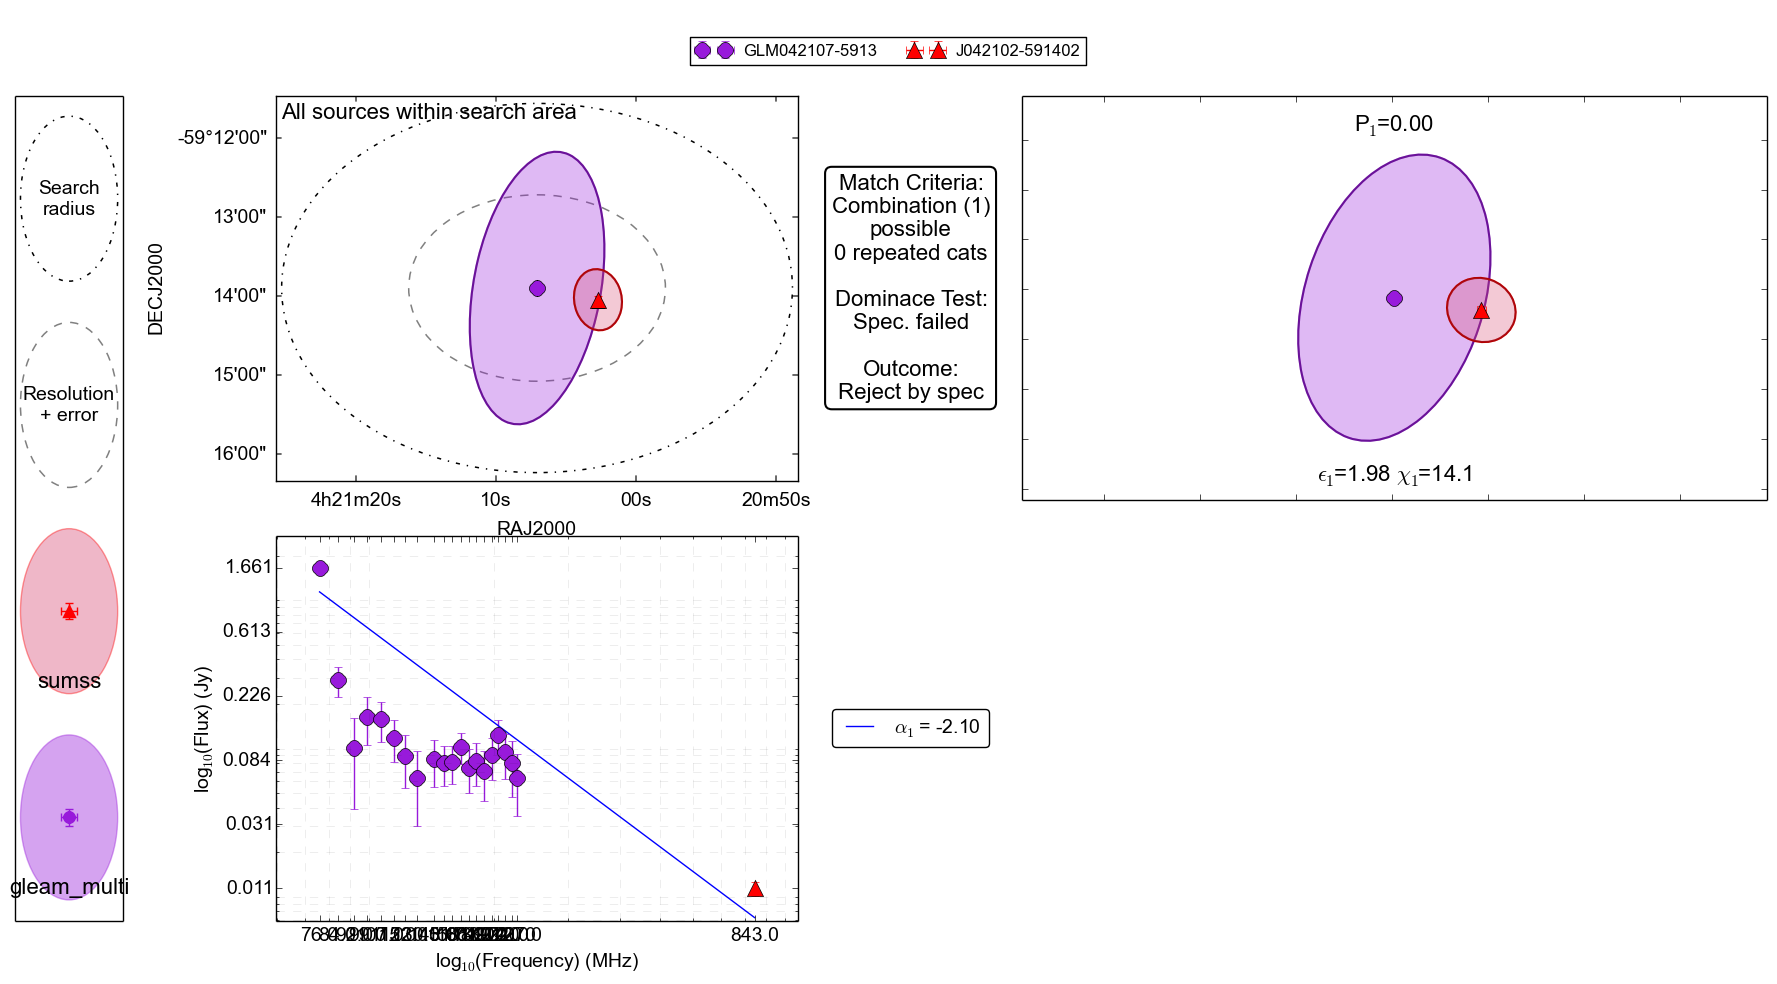 GLM042107-5913 J042102-591402
Search
radius
Resolution
+ error
sumss
gleam_multi
All sources within search area
DECJ2000
-59°12'00"
13'00"
14'00"
15'00"
16'00"
4h21m20s 10s 00s 20m50s
RAJ2000
Match Criteria:
Combination (1)
possible
0 repeated cats
Dominace Test:
Spec. failed
Outcome:
Reject by spec
P₁=0.00
ϵ₁=1.98 χ₁=14.1
log₁₀(Flux) (Jy)
1.661
0.613
0.226
0.084
0.031
0.011
843.0
log₁₀(Frequency) (MHz)
α₁ = -2.10